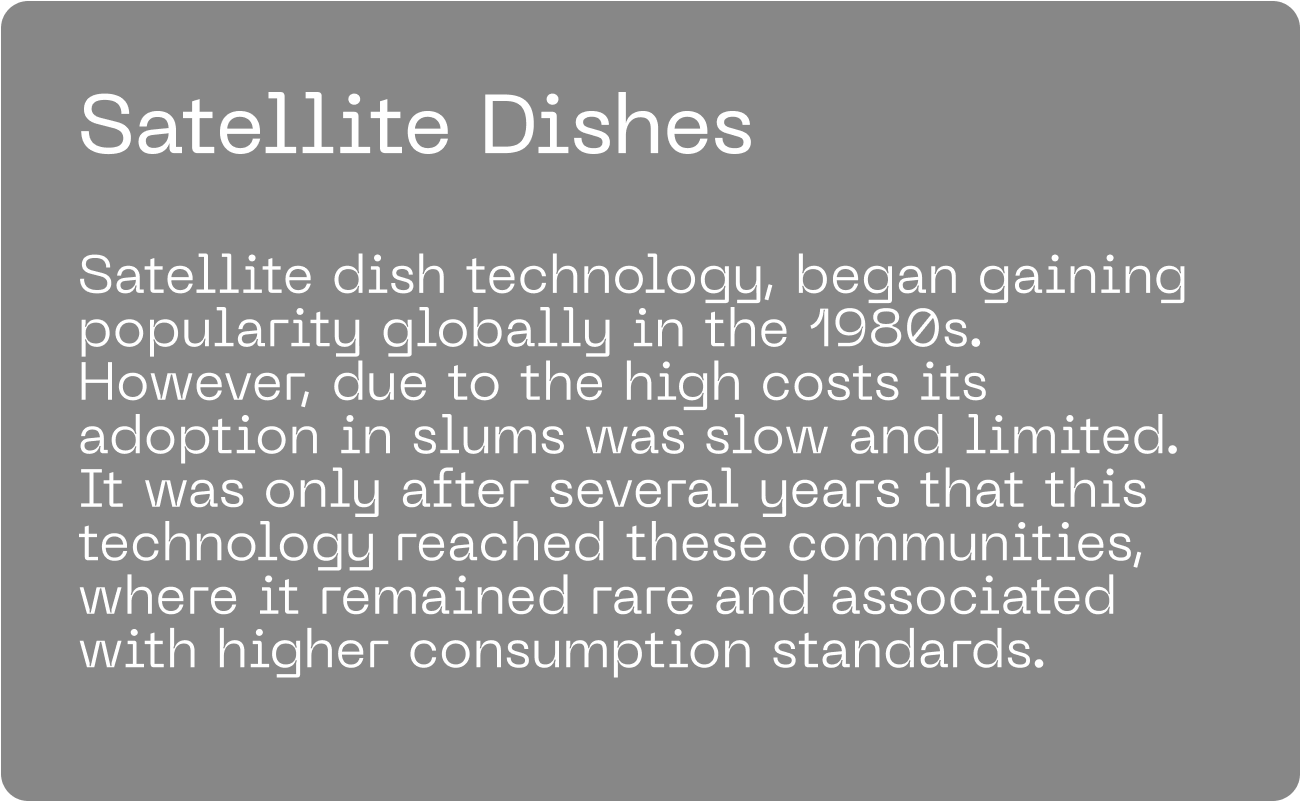 Satellite Dishes
Satellite dish technology, began gaining
popularity globally in the 1980s.
However, due to the high costs its
adoption in slums was slow and limited.
It was only after several years that this
technology reached these communities,
where it remained rare and associated
with higher consumption standards.